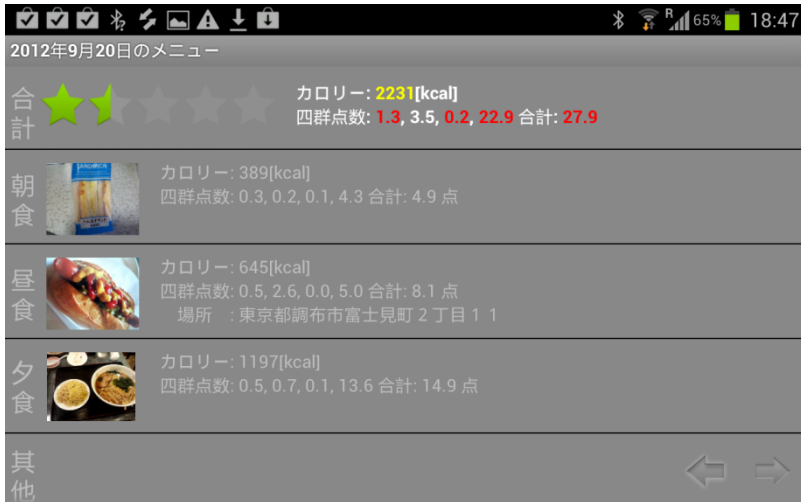 R 65% 18:47
2012年9月20日のメニュー
合計
カロリー: 2231[kcal]
四群点数: 1.3, 3.5, 0.2, 22.9 合計: 27.9
朝食
カロリー: 389[kcal]
四群点数: 0.3, 0.2, 0.1, 4.3 合計: 4.9 点
昼食
カロリー: 645[kcal]
四群点数: 0.5, 2.6, 0.0, 5.0 合計: 8.1 点
場所 : 東京都調布市富士見町2丁目11
夕食
カロリー: 1197[kcal]
四群点数: 0.5, 0.7, 0.1, 13.6 合計: 14.9 点
其他